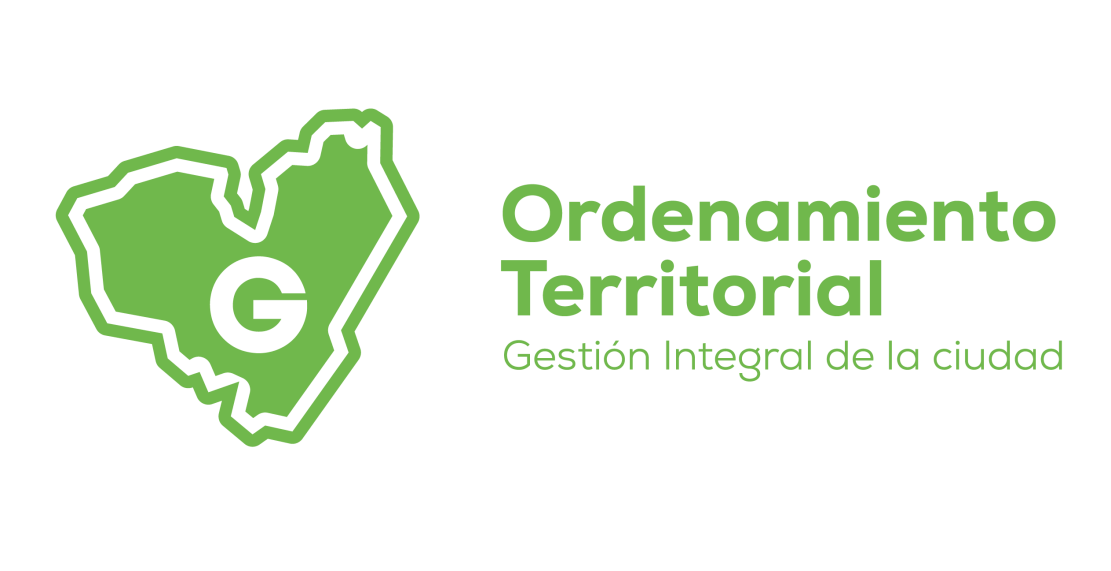 G
Ordenamiento
Territorial
Gestión Integral de la ciudad